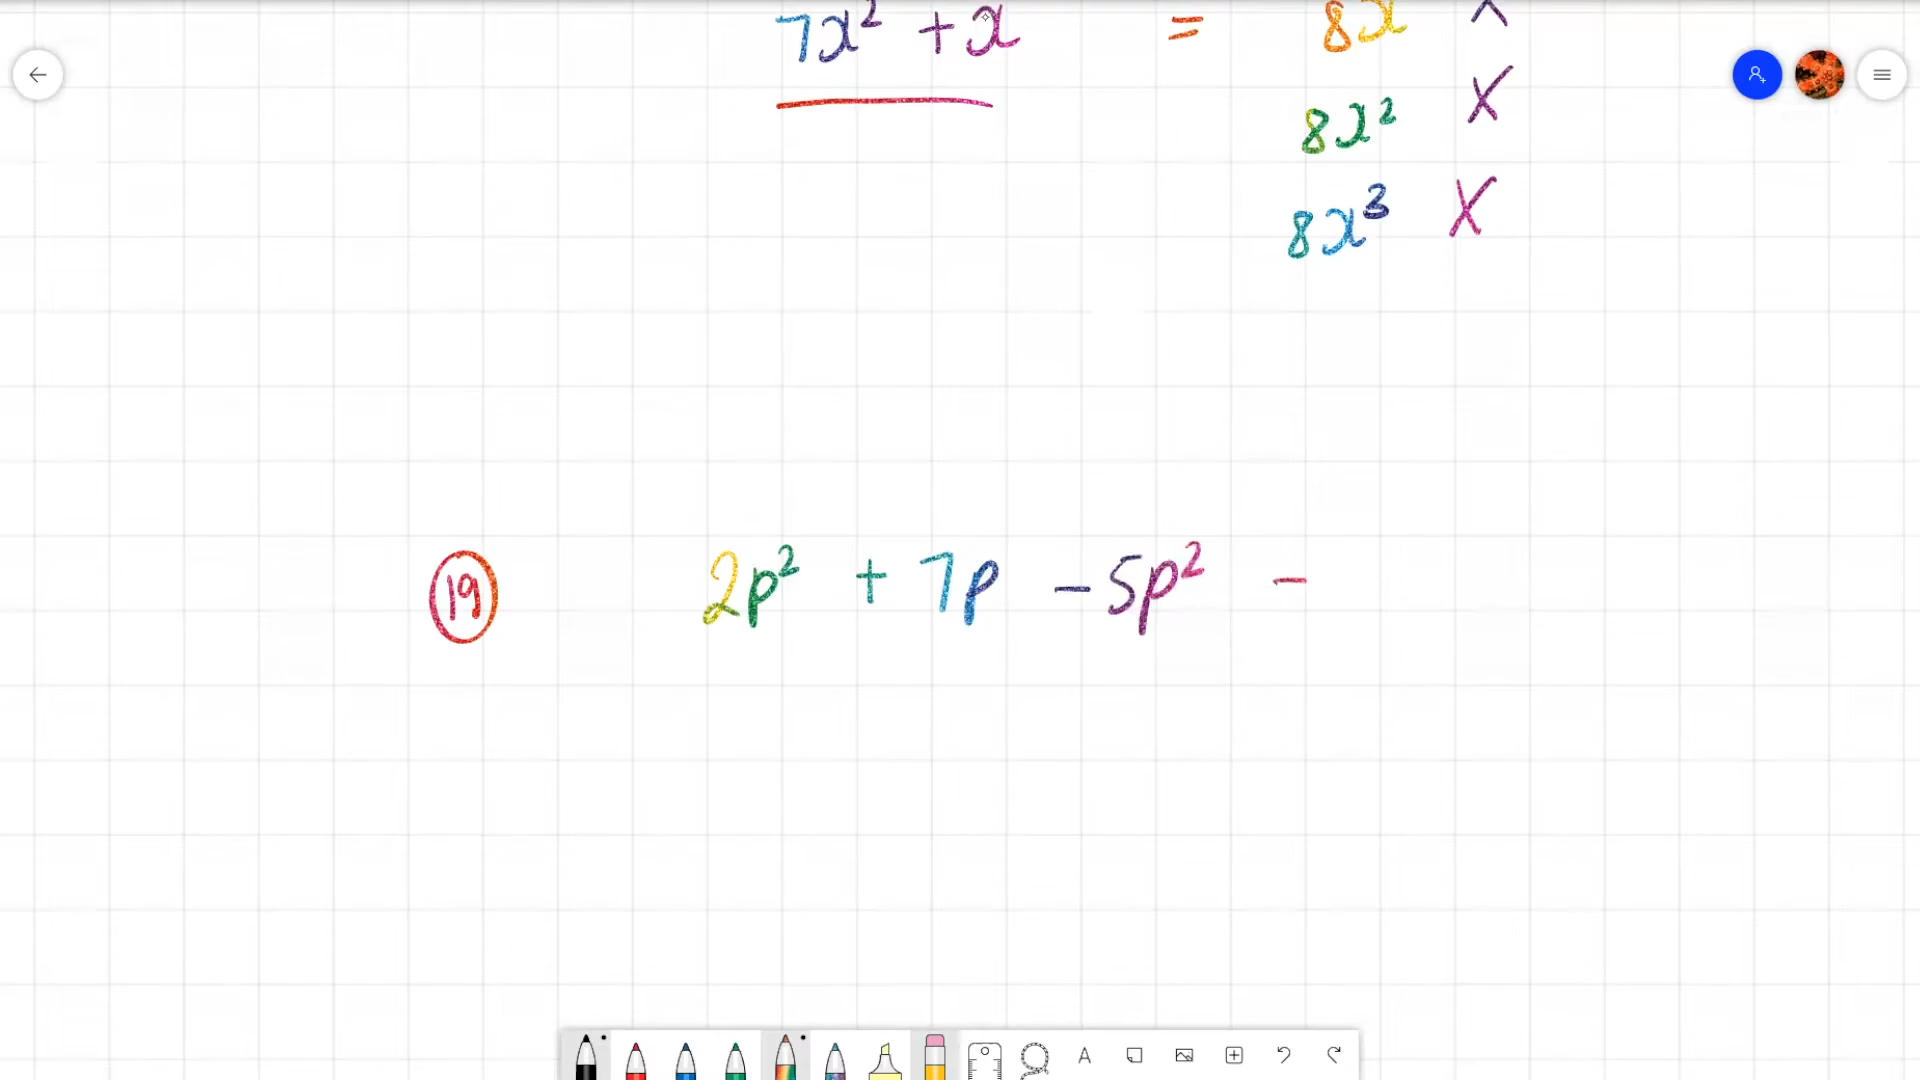 7x² + x = 8x X
8x² X
8x³ X
19 2p² + 7p - 5p² -
A